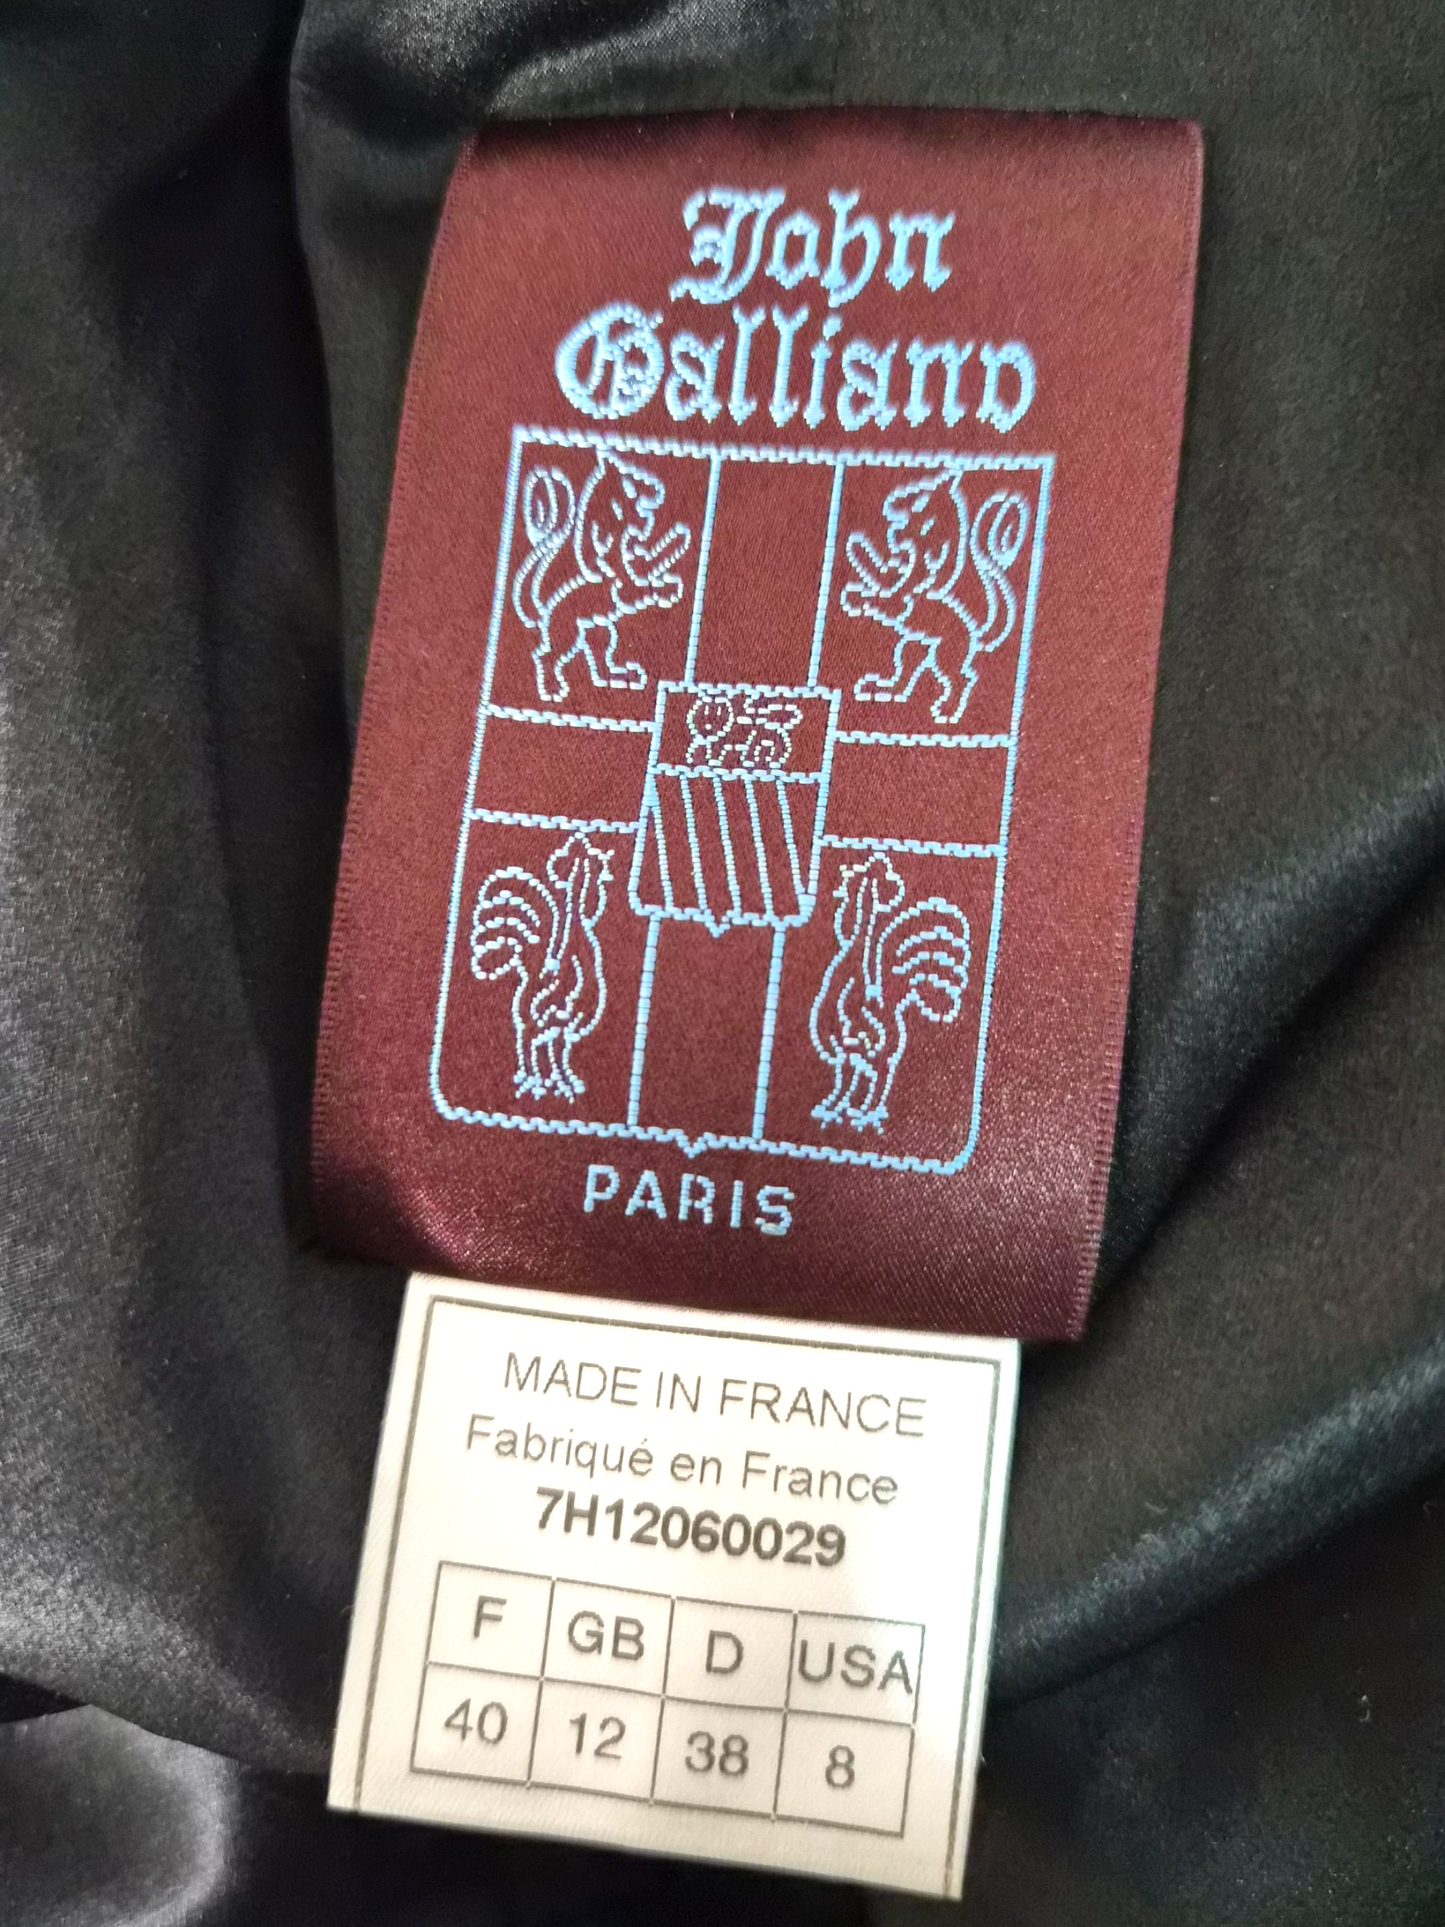 John
Galliano
PARIS
MADE IN FRANCE
Fabriqué en France
7H12060029
F GB D USA
40 12 38 8